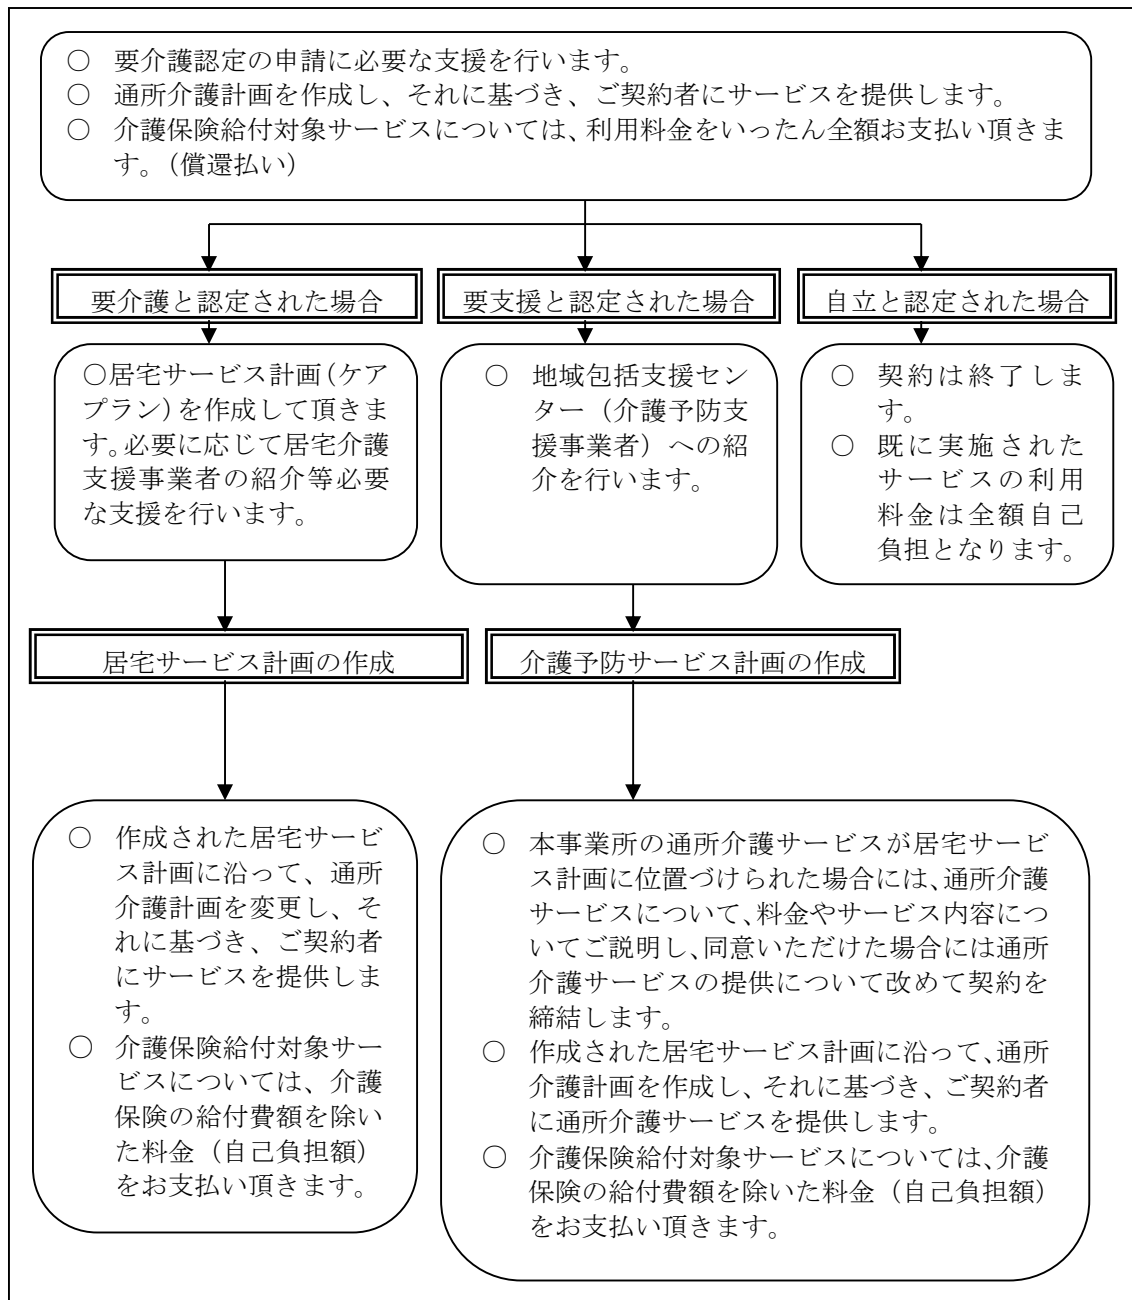 ○ 要介護認定の申請に必要な支援を行います。
○ 通所介護計画を作成し、それに基づき、ご契約者にサービスを提供します。
○ 介護保険給付対象サービスについては、利用料金をいったん全額お支払い頂きま
す。（償還払い）
要介護と認定された場合
要支援と認定された場合
自立と認定された場合
○居宅サービス計画（ケア
プラン）を作成して頂きま
す。必要に応じて居宅介護
支援事業者の紹介等必要
な支援を行います。
○ 地域包括支援セン
ター（介護予防支
援事業者）への紹
介を行います。
○ 契約は終了しま
す。
○ 既に実施された
サービスの利用
料金は全額自己
負担となります。
居宅サービス計画の作成
介護予防サービス計画の作成
○ 作成された居宅サービ
ス計画に沿って、通所
介護計画を変更し、そ
れに基づき、ご契約者
にサービスを提供しま
す。
○ 介護保険給付対象サー
ビスについては、介護
保険の給付費額を除い
た料金（自己負担額）
をお支払い頂きます。
○ 本事業所の通所介護サービスが居宅サービ
ス計画に位置づけられた場合には、通所介護
サービスについて、料金やサービス内容につ
いてご説明し、同意いただけた場合には通所
介護サービスの提供について改めて契約を
締結します。
○ 作成された居宅サービス計画に沿って、通所
介護計画を作成し、それに基づき、ご契約者
に通所介護サービスを提供します。
○ 介護保険給付対象サービスについては、介護
保険の給付費額を除いた料金（自己負担額）
をお支払い頂きます。